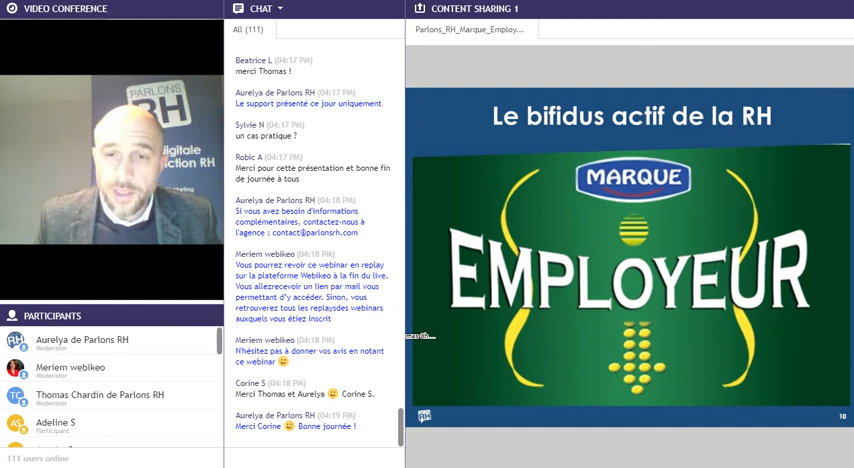 VIDEO CONFERENCE
PARLONS
RH
igitale
ction RH
Marketing
PARTICIPANTS
RH
Aurelya de Parlons RH
Moderator
Meriem webikeo
Moderator
TC
Thomas Chardin de Parlons RH
Moderator
AS
Adeline S
Participant
111 users online
CHAT
All (111)
Beatrice L (04:17 PM)
merci Thomas !
Aurelya de Parlons RH (04:17 PM)
Le support présenté ce jour uniquement
Sylvie N (04:17 PM)
un cas pratique ?
Robic A (04:17 PM)
Merci pour cette présentation et bonne fin
de journée à tous
Aurelya de Parlons RH (04:18 PM)
Si vous avez besoin d'informations
complémentaires, contactez-nous à
l'agence : contact@parlonsrh.com
Meriem webikeo (04:18 PM)
Vous pourrez revoir ce webinar en replay
sur la plateforme Webikeo à la fin du live.
Vous allezrecevoir un lien par mail vous
permettant d'y accéder. Sinon, vous
retrouverez tous les replaysdes webinars
auxquels vous étiez inscrit
Meriem webikeo (04:18 PM)
N'hésitez pas à donner vos avis en notant
ce webinar 🙂
Corine S (04:18 PM)
Merci Thomas et Aurelya 🙂 Corine S.
Aurelya de Parlons RH (04:19 PM)
Merci Corine 🙂 Bonne journée !
CONTENT SHARING 1
Parlons_RH_Marque_Employ...
Le bifidus actif de la RH
MARQUE
EMPLOYEUR
RH
10